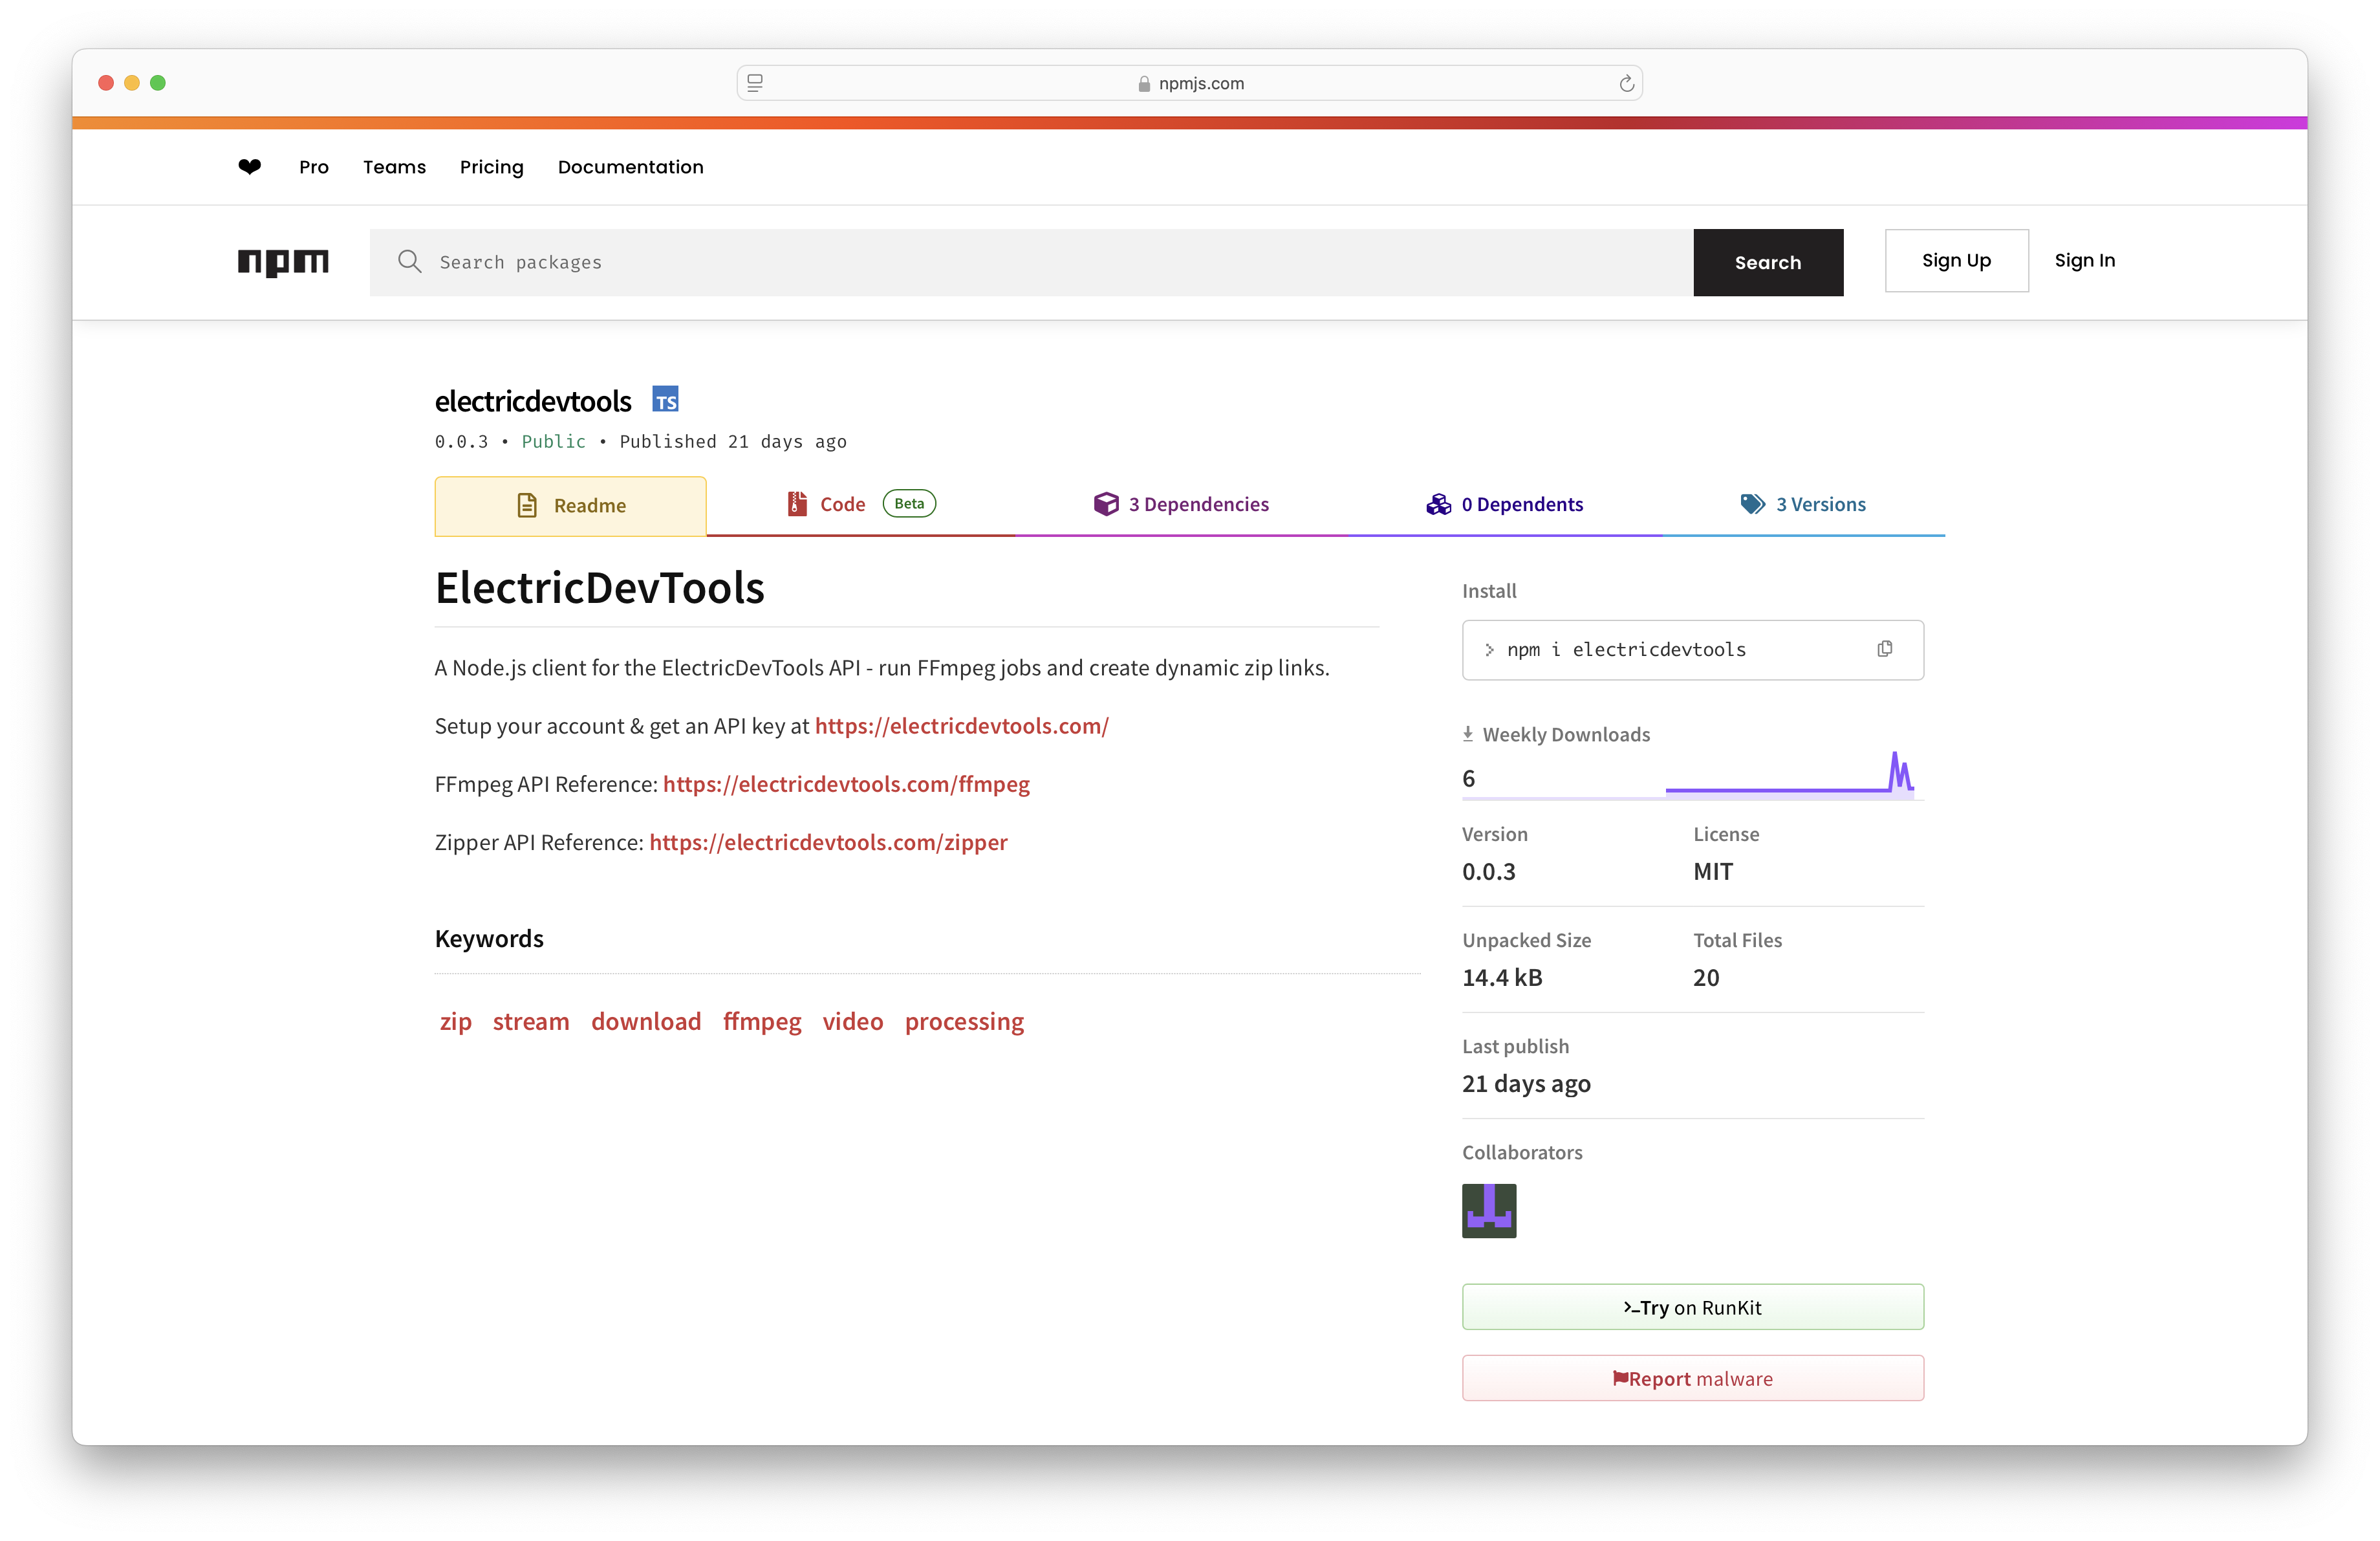 npmjs.com
❤ Pro Teams Pricing Documentation
npm Search packages Search Sign Up Sign In
electricdevtools TS
0.0.3 • Public • Published 21 days ago
Readme Code Beta 3 Dependencies 0 Dependents 3 Versions
ElectricDevTools
A Node.js client for the ElectricDevTools API - run FFmpeg jobs and create dynamic zip links.
Setup your account & get an API key at https://electricdevtools.com/
FFmpeg API Reference: https://electricdevtools.com/ffmpeg
Zipper API Reference: https://electricdevtools.com/zipper
Keywords
zip stream download ffmpeg video processing
Install
npm i electricdevtools
Weekly Downloads
6
Version License
0.0.3 MIT
Unpacked Size Total Files
14.4 kB 20
Last publish
21 days ago
Collaborators
Try on RunKit
Report malware